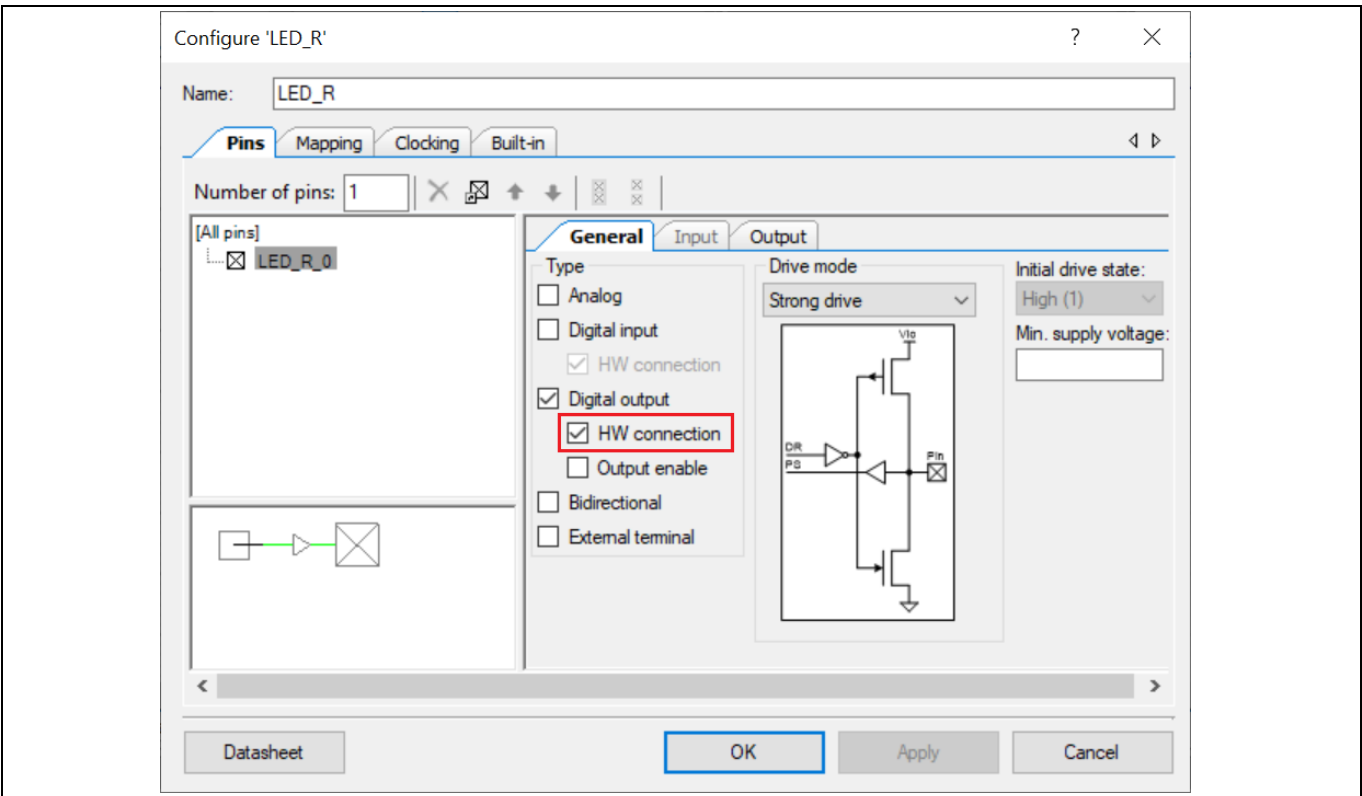 Configure 'LED_R'
?
Name: LED_R
Pins Mapping Clocking Built-in
Number of pins: 1
[All pins]
LED_R_0
General Input Output
Type
Analog
Digital input
HW connection
Digital output
HW connection
Output enable
Bidirectional
External terminal
Drive mode
Strong drive
Vio
DR
PS
Pin
Initial drive state:
High (1)
Min. supply voltage:
Datasheet OK Apply Cancel